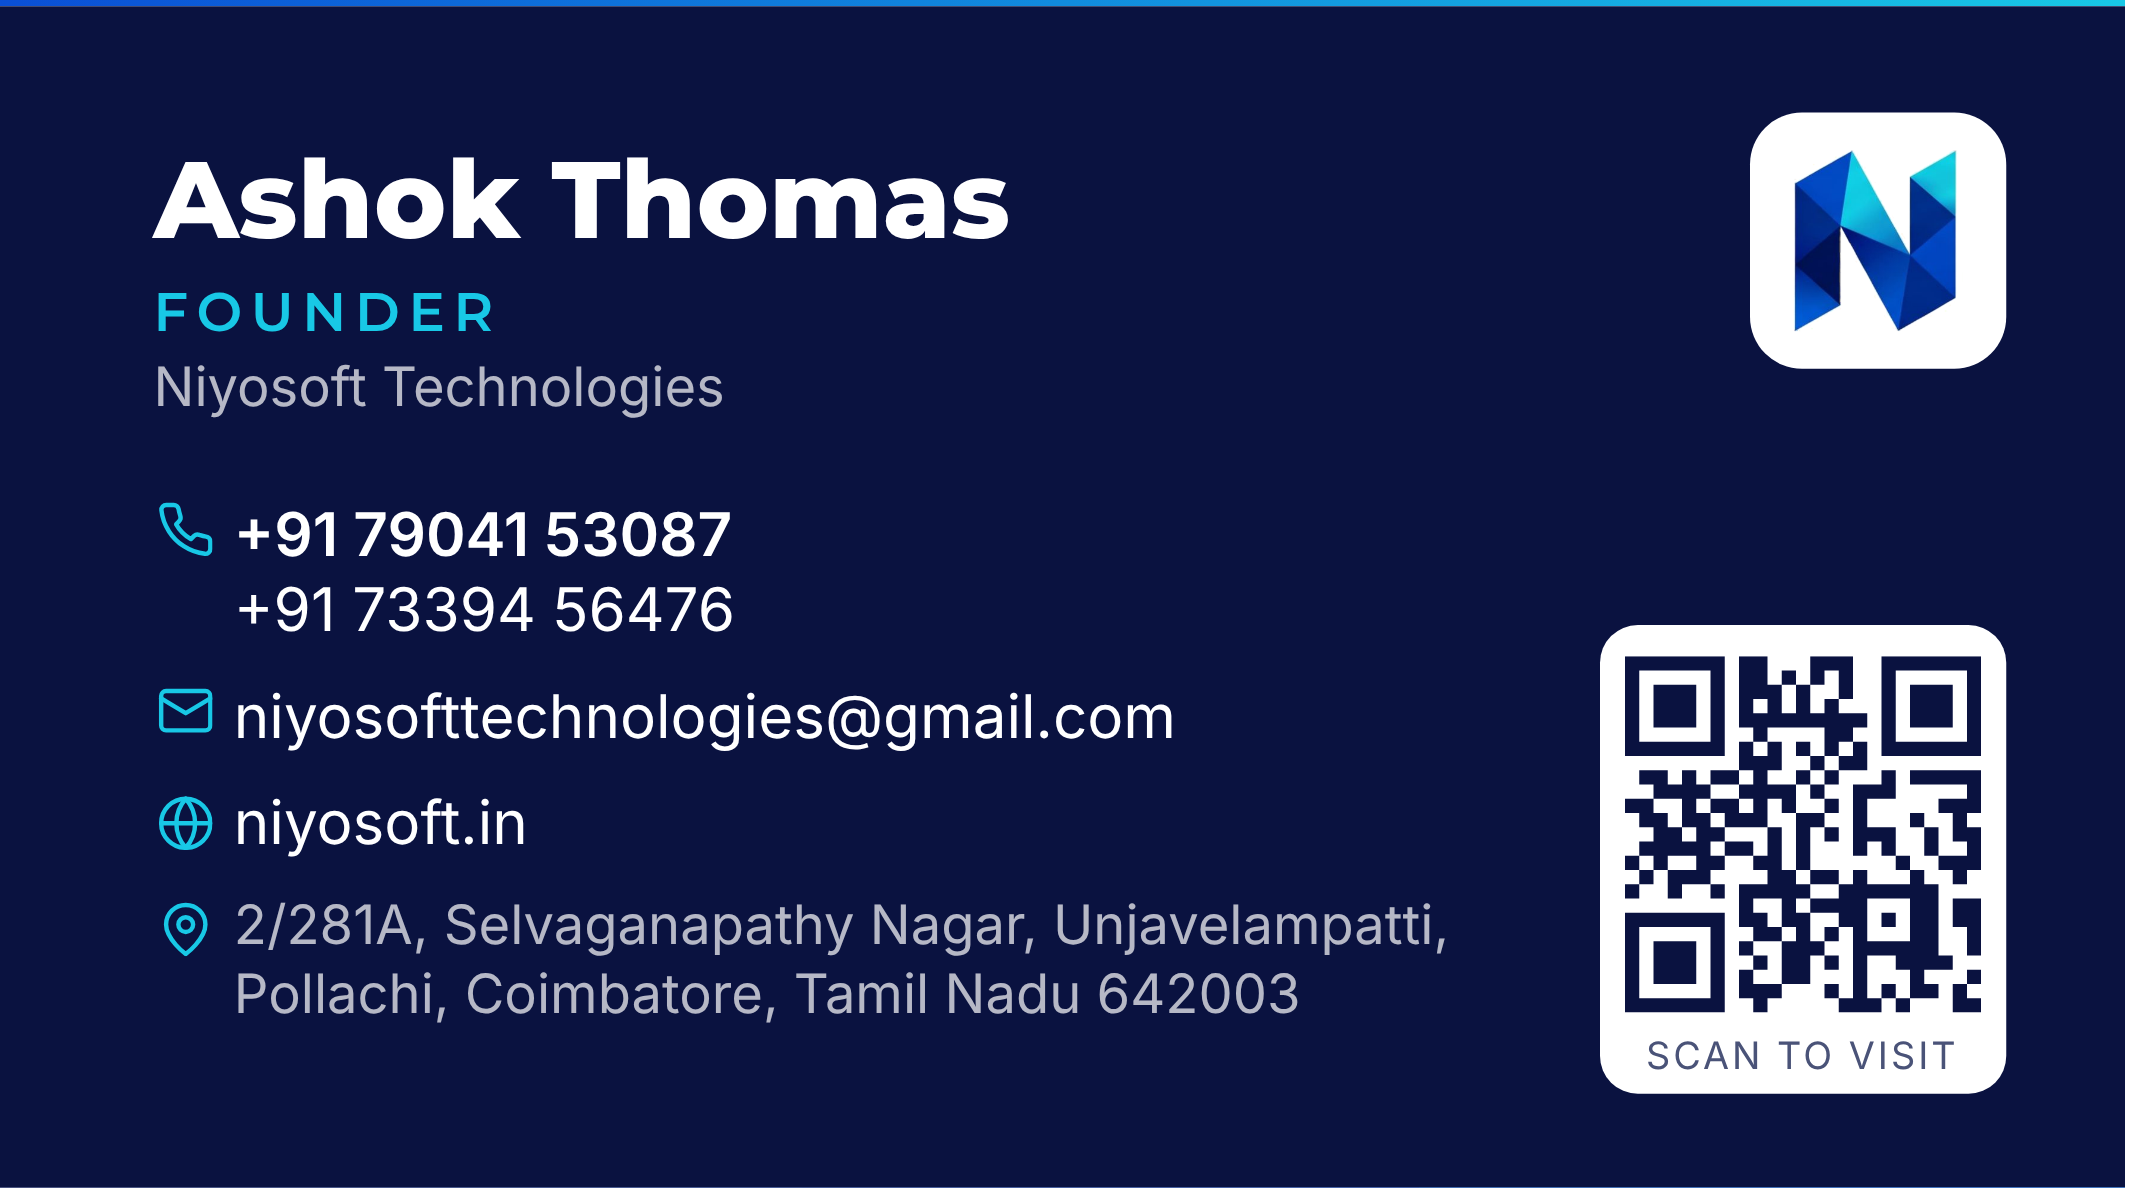 Ashok Thomas
FOUNDER
Niyosoft Technologies
+91 79041 53087
+91 73394 56476
niyosofttechnologies@gmail.com
niyosoft.in
2/281A, Selvaganapathy Nagar, Unjavelampatti,
Pollachi, Coimbatore, Tamil Nadu 642003
SCAN TO VISIT